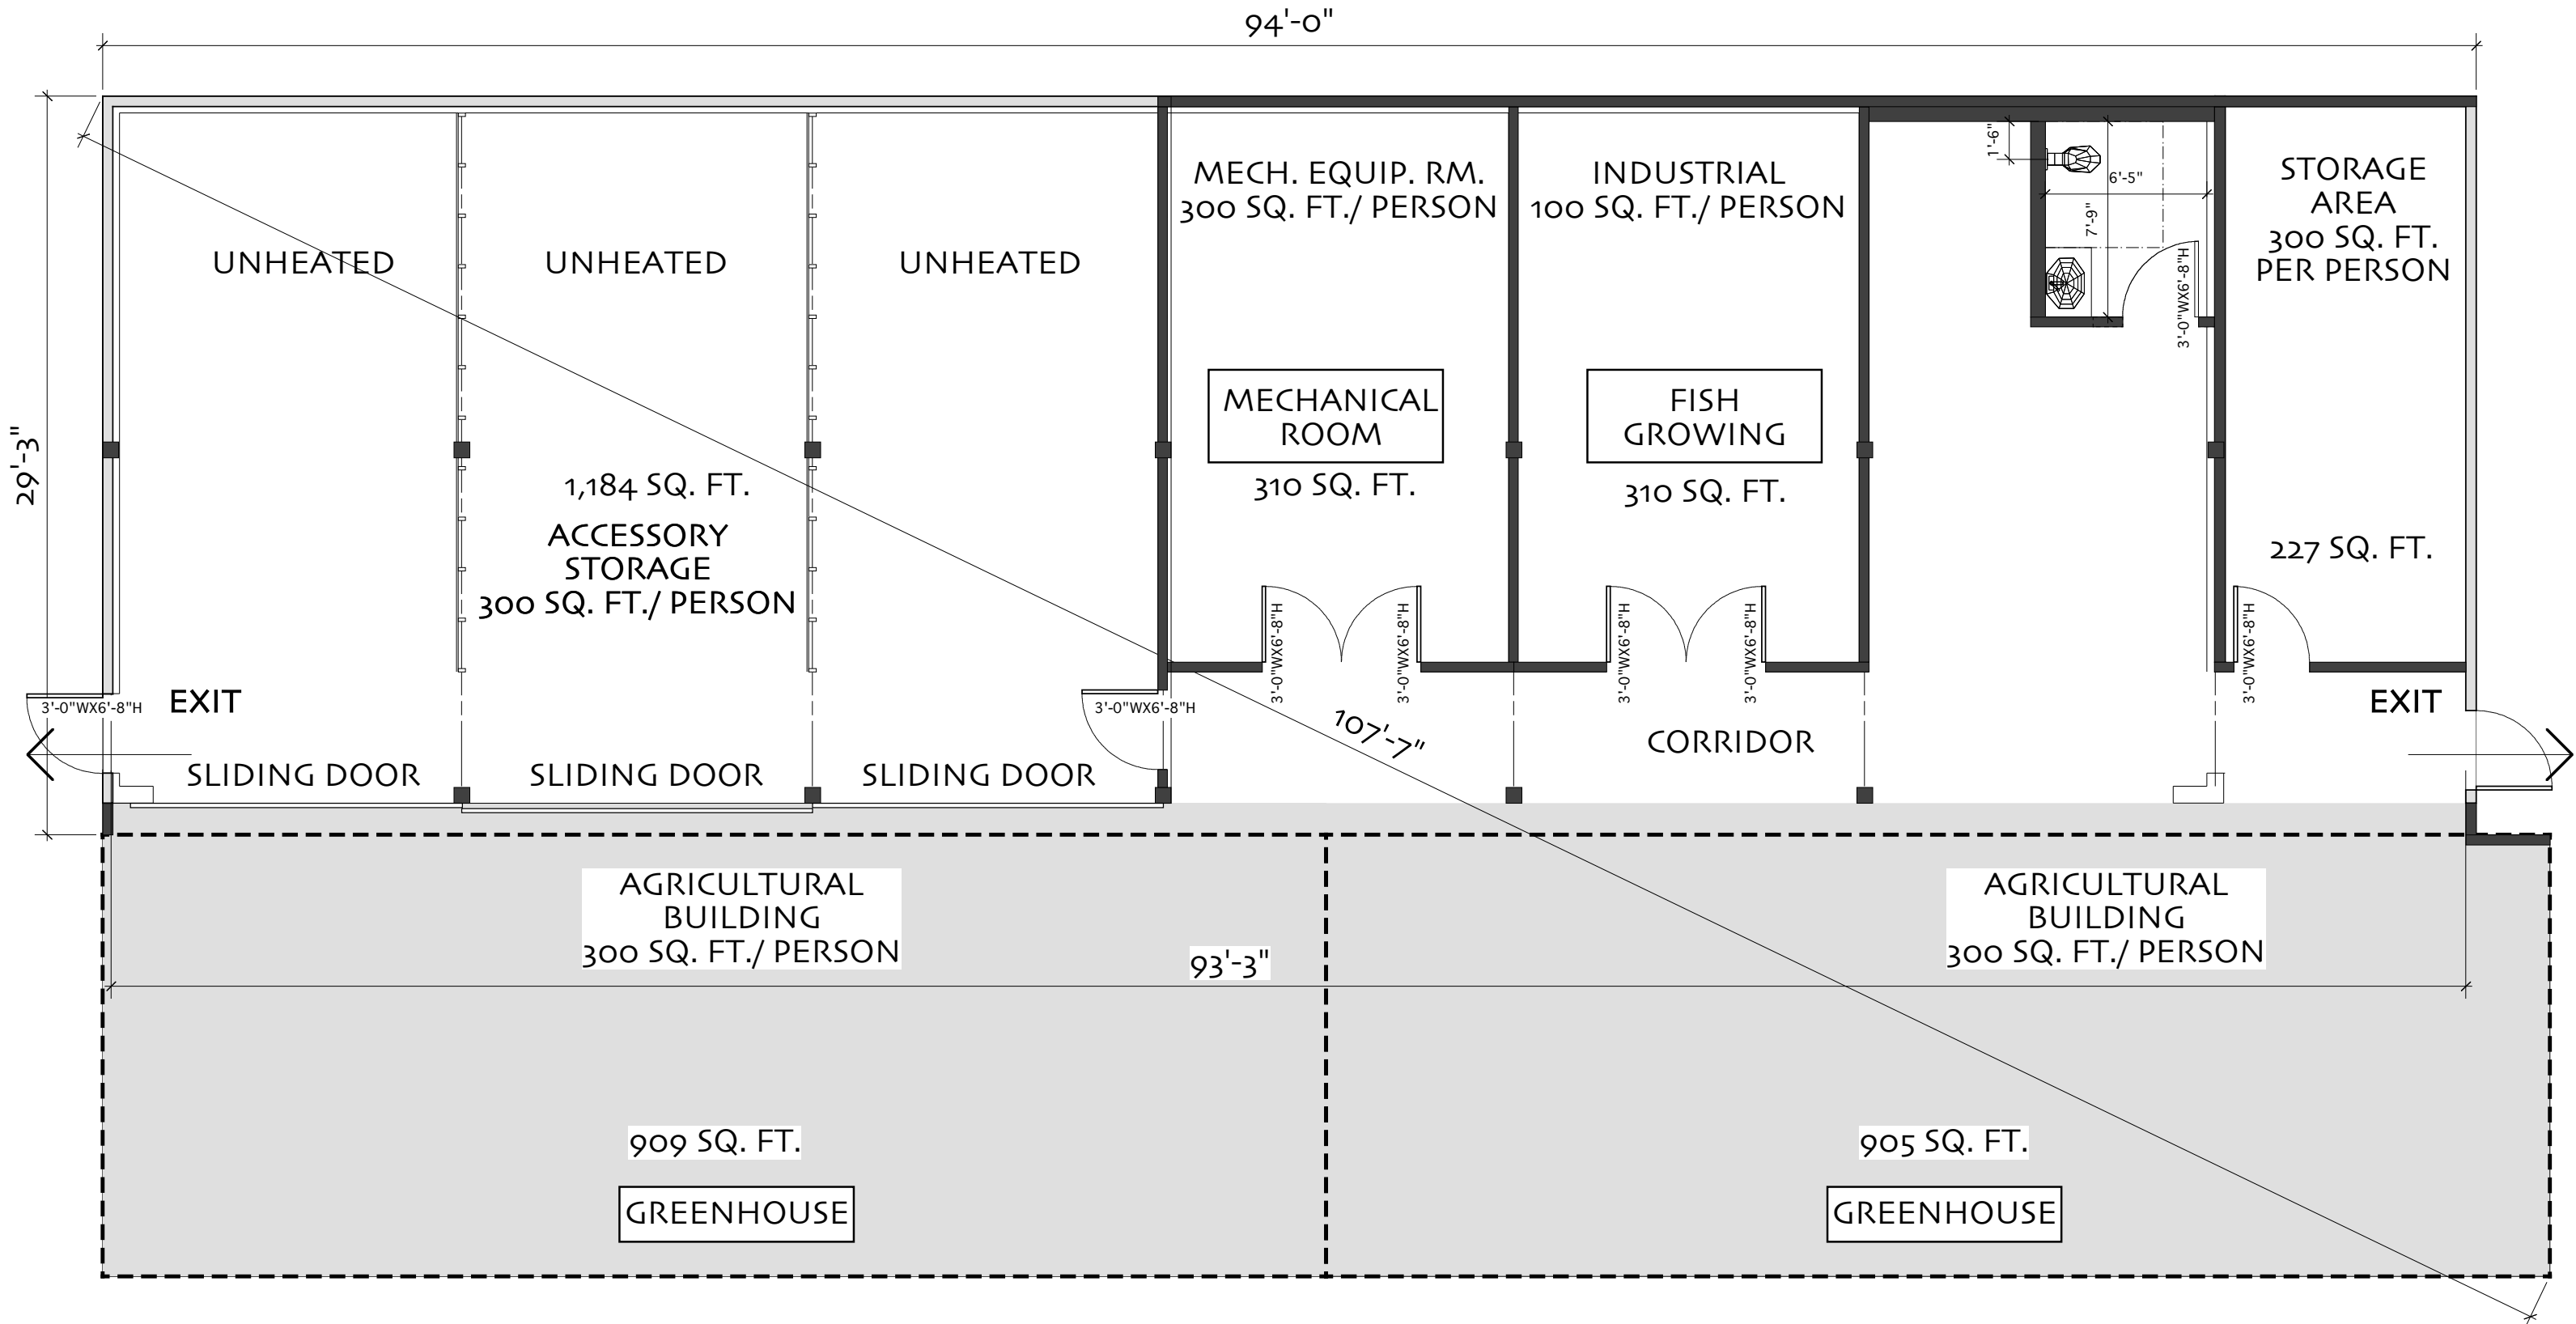 94'-0"
29'-3"
UNHEATED
UNHEATED
UNHEATED
1,184 SQ. FT.
ACCESSORY
STORAGE
300 SQ. FT./ PERSON
EXIT
3'-0"WX6'-8"H
SLIDING DOOR
SLIDING DOOR
SLIDING DOOR
3'-0"WX6'-8"H
MECH. EQUIP. RM.
300 SQ. FT./ PERSON
MECHANICAL
ROOM
310 SQ. FT.
3'-0"WX6'-8"H
3'-0"WX6'-8"H
INDUSTRIAL
100 SQ. FT./ PERSON
FISH
GROWING
310 SQ. FT.
3'-0"WX6'-8"H
3'-0"WX6'-8"H
1'-6"
6'-5"
7'-9"
3'-0"WX6'-8"H
STORAGE
AREA
300 SQ. FT.
PER PERSON
227 SQ. FT.
3'-0"WX6'-8"H
EXIT
107'-7"
CORRIDOR
AGRICULTURAL
BUILDING
300 SQ. FT./ PERSON
93'-3"
AGRICULTURAL
BUILDING
300 SQ. FT./ PERSON
909 SQ. FT.
GREENHOUSE
905 SQ. FT.
GREENHOUSE